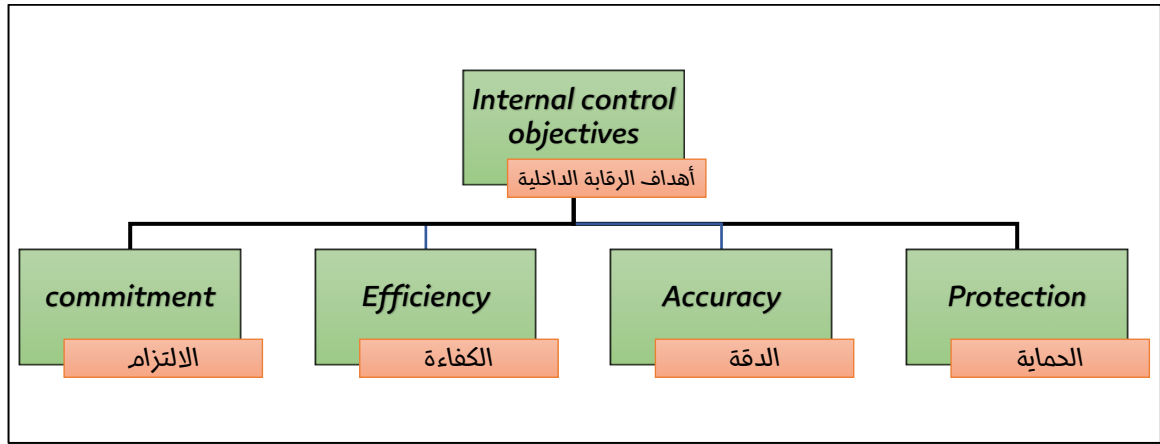 Internal control
objectives
أهداف الرقابة الداخلية
commitment
الالتزام
Efficiency
الكفاءة
Accuracy
الدقة
Protection
الحماية